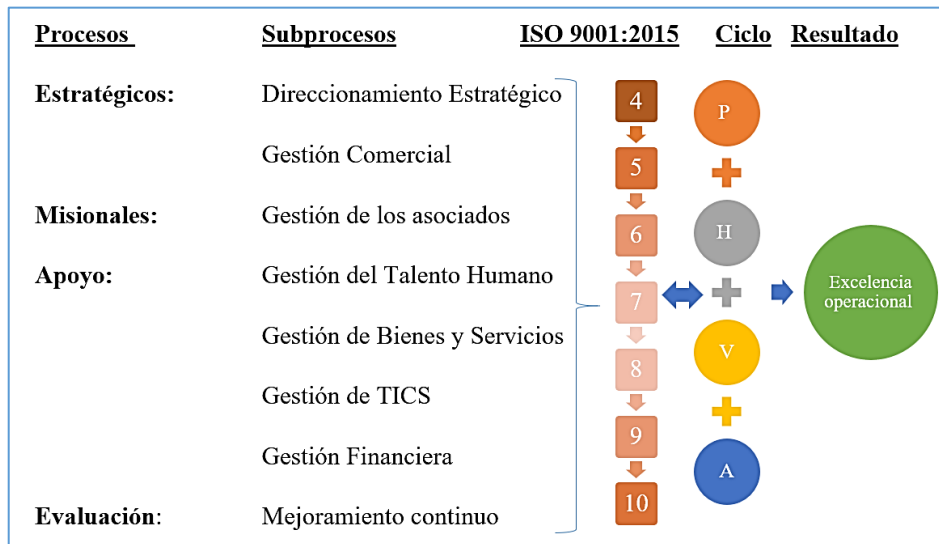 Procesos Subprocesos ISO 9001:2015 Ciclo Resultado
Estratégicos: Direccionamiento Estratégico
Gestión Comercial
Misionales: Gestión de los asociados
Apoyo: Gestión del Talento Humano
Gestión de Bienes y Servicios
Gestión de TICS
Gestión Financiera
Evaluación: Mejoramiento continuo
4
5
6
7
8
9
10
P
H
V
A
Excelencia
operacional